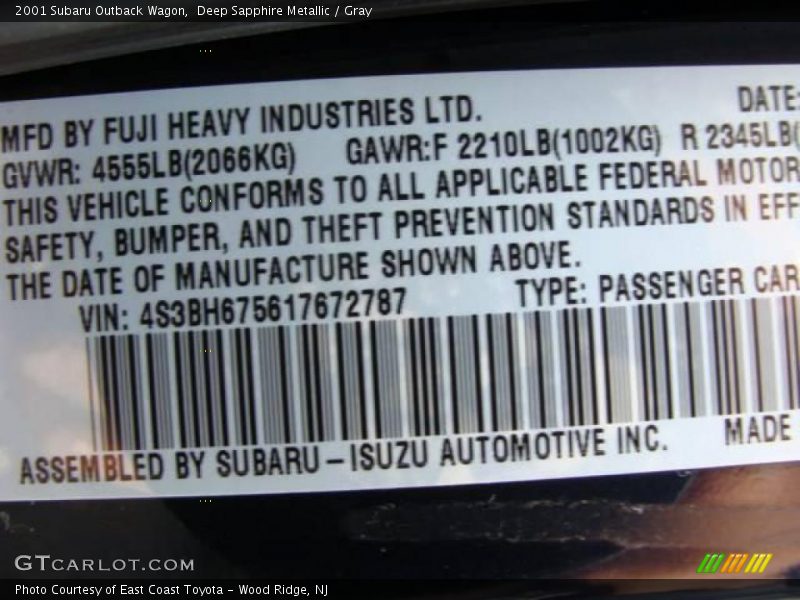 2001 Subaru Outback Wagon,  Deep Sapphire Metallic / Gray
DATE:
MFD BY FUJI HEAVY INDUSTRIES LTD.
GVWR: 4555LB(2066KG) GAWR:F 2210LB(1002KG) R 2345LB(
THIS VEHICLE CONFORMS TO ALL APPLICABLE FEDERAL MOTOR
SAFETY, BUMPER, AND THEFT PREVENTION STANDARDS IN EFF
THE DATE OF MANUFACTURE SHOWN ABOVE.
VIN: 4S3BH675617672787 TYPE: PASSENGER CAR
ASSEMBLED BY SUBARU-ISUZU AUTOMOTIVE INC. MADE
GTCARLOT.COM
Photo Courtesy of East Coast Toyota - Wood Ridge, NJ